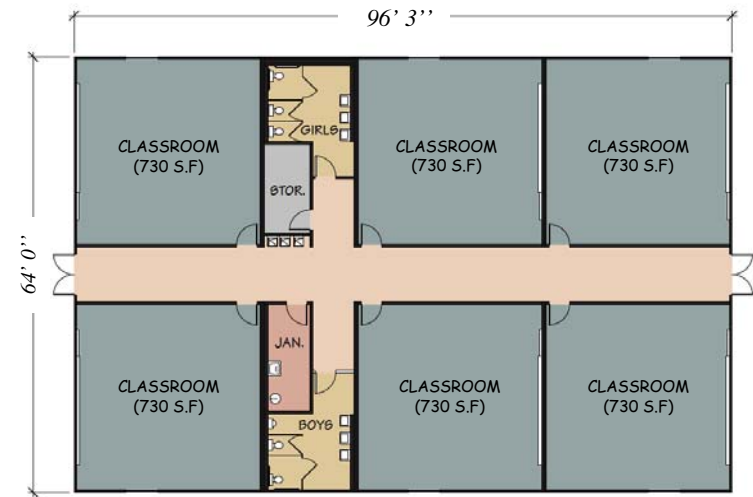 96’ 3’’
64’ 0’’
GIRLS
CLASSROOM
(730 S.F)
CLASSROOM
(730 S.F)
CLASSROOM
(730 S.F)
STOR.
JAN.
CLASSROOM
(730 S.F)
CLASSROOM
(730 S.F)
CLASSROOM
(730 S.F)
BOYS